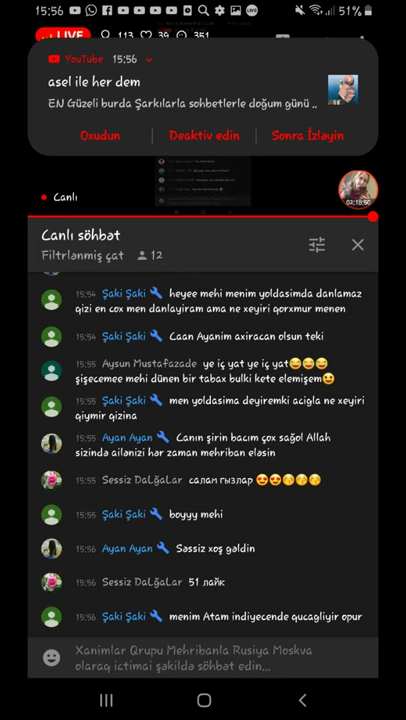 15:56
51%
LIVE 113 39 351
YouTube 15:56
asel ile her dem
EN Güzeli burda Şarkılarla sohbetlerle doğum günü ..
Oxudun Deaktiv edin Sonra İzləyin
Canlı
02:18:50
Canlı söhbət
Filtrlənmiş çat 12
15:54 Şaki Şaki heyee mehi menim yoldasimda danlamaz
qizi en cox men danlayiram ama ne xeyiri qorxmur menen
15:54 Şaki Şaki Caan Ayanim axiracan olsun teki
15:55 Aysun Mustafazade ye iç yat ye iç yat😂😂😂
şişecemee mehi dünen bir tabax bulki kete elemişem😉
15:55 Şaki Şaki men yoldasima deyiremki acigla ne xeyiri
qiymir qizina
15:55 Ayan Ayan Canın şirin bacım çox sağol Allah
sizində ailənizi hər zaman mehriban eləsin
15:55 Sessiz DaLğaLar салам гызлар 😍😍😚😚😚
15:55 Şaki Şaki boyyy mehi
15:56 Ayan Ayan Səssiz xoş gəldin
15:56 Sessiz DaLğaLar 51 лайк
15:56 Şaki Şaki menim Atam indiyecende qucagliyir opur
Xanimlar Qrupu Mehribanla Rusiya Moskva
olaraq ictimai şəkildə söhbət edin...